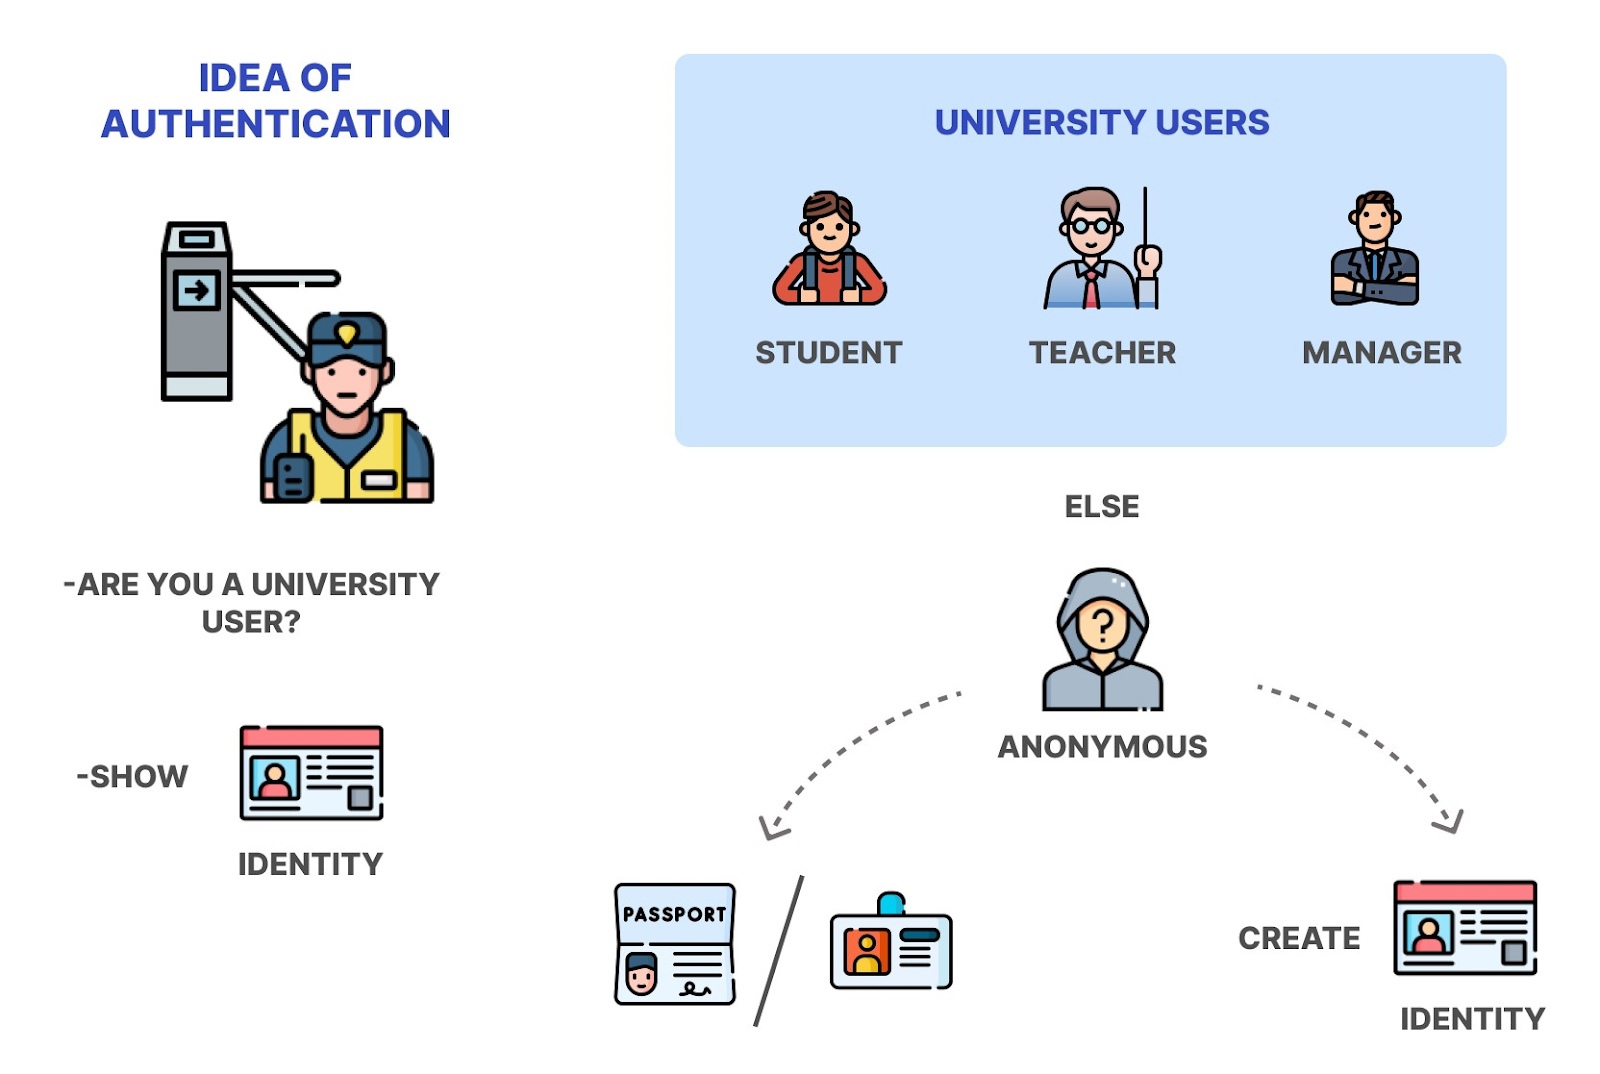 IDEA OF
AUTHENTICATION
-ARE YOU A UNIVERSITY
USER?
-SHOW
IDENTITY
UNIVERSITY USERS
STUDENT
TEACHER
MANAGER
ELSE
?
ANONYMOUS
PASSPORT
CREATE
IDENTITY